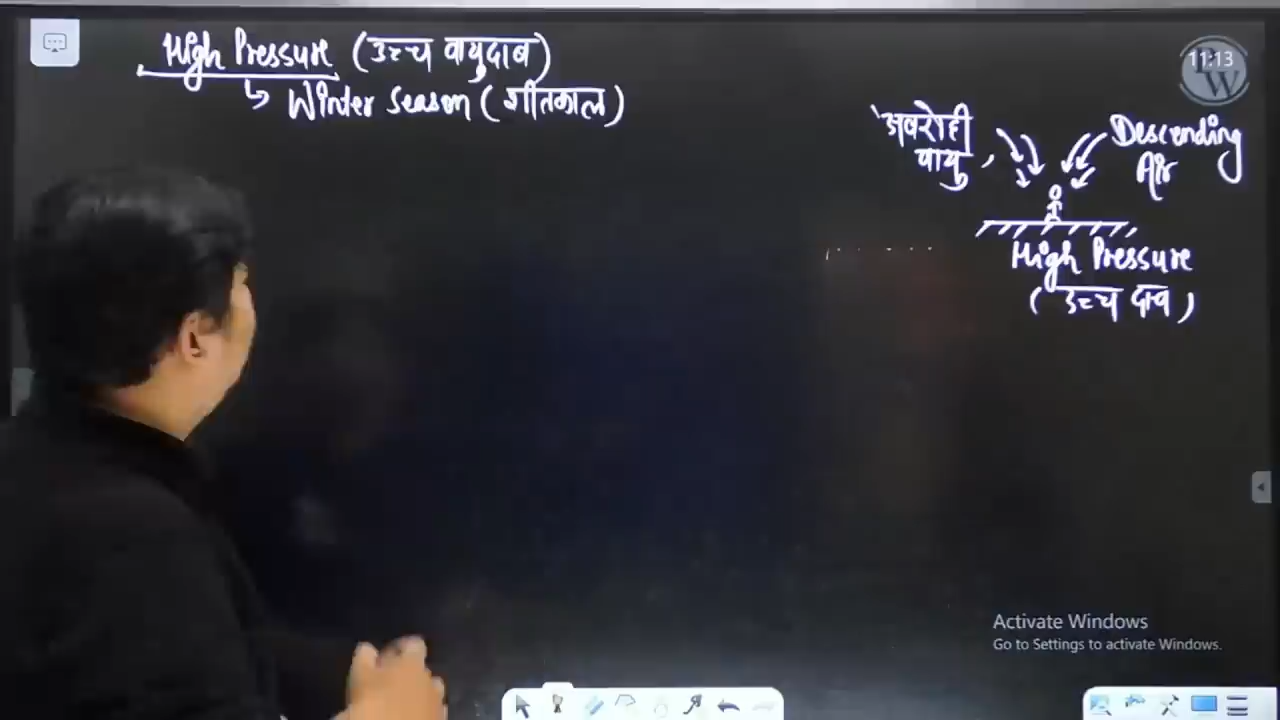 High Pressure (उच्च वायुदाब)
↳ Winter Season (शीतकाल)
11:13
PW
अवरोही
वायु
Descending
Air
High Pressure
(उच्च दाब)
Activate Windows
Go to Settings to activate Windows.